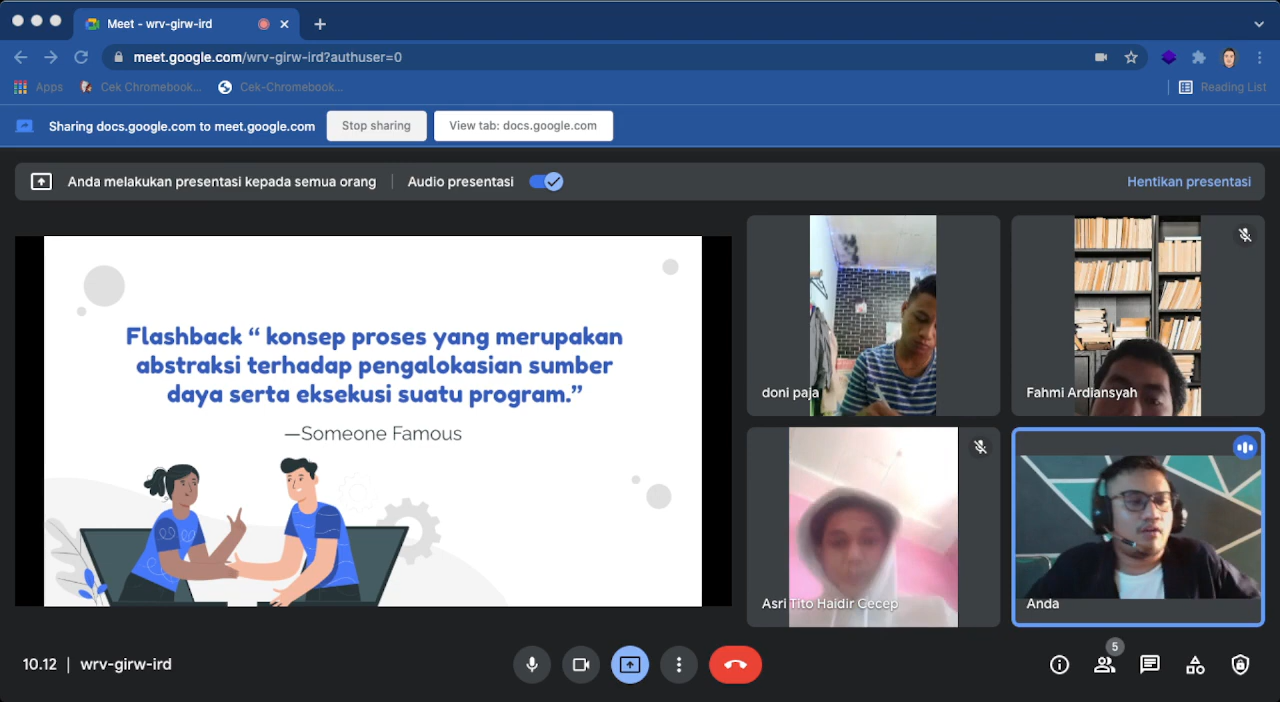 Meet - wrv-girw-ird
meet.google.com/wrv-girw-ird?authuser=0
Apps
Cek Chromebook...
Cek-Chromebook...
Reading List
Sharing docs.google.com to meet.google.com
Stop sharing
View tab: docs.google.com
Anda melakukan presentasi kepada semua orang
Audio presentasi
Hentikan presentasi
Flashback “ konsep proses yang merupakan
abstraksi terhadap pengalokasian sumber
daya serta eksekusi suatu program.”
—Someone Famous
doni paja
Fahmi Ardiansyah
Asri Tito Haidir Cecep
Anda
10.12 | wrv-girw-ird
5